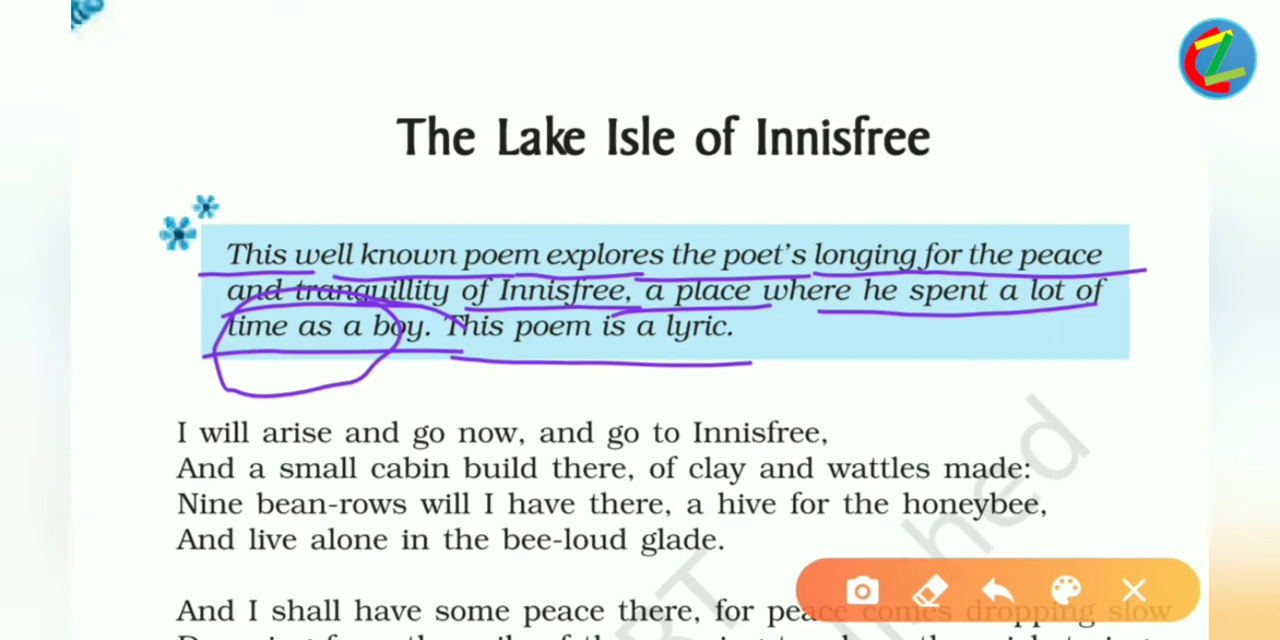 The Lake Isle of Innisfree
This well known poem explores the poet's longing for the peace
and tranquillity of Innisfree, a place where he spent a lot of
time as a boy. This poem is a lyric.
I will arise and go now, and go to Innisfree,
And a small cabin build there, of clay and wattles made:
Nine bean-rows will I have there, a hive for the honeybee,
And live alone in the bee-loud glade.
And I shall have some peace there, for peace comes dropping slow